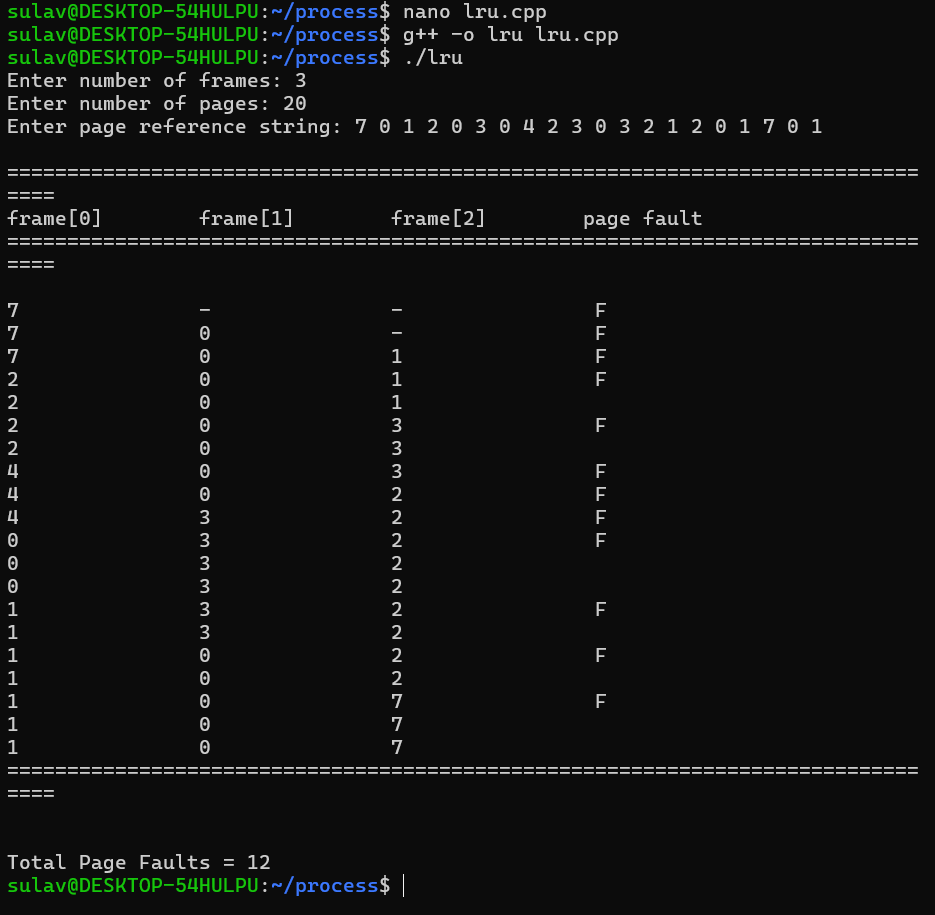 sulav@DESKTOP-54HULPU:~/process$ nano lru.cpp
sulav@DESKTOP-54HULPU:~/process$ g++ -o lru lru.cpp
sulav@DESKTOP-54HULPU:~/process$ ./lru
Enter number of frames: 3
Enter number of pages: 20
Enter page reference string: 7 0 1 2 0 3 0 4 2 3 0 3 2 1 2 0 1 7 0 1

============================================================================
====
frame[0]        frame[1]        frame[2]        page fault
============================================================================
====

7               -               -                F
7               0               -                F
7               0               1                F
2               0               1                F
2               0               1
2               0               3                F
2               0               3
4               0               3                F
4               0               2                F
4               3               2                F
0               3               2                F
0               3               2
0               3               2
1               3               2                F
1               3               2
1               0               2                F
1               0               2
1               0               7                F
1               0               7
1               0               7
============================================================================
====


Total Page Faults = 12
sulav@DESKTOP-54HULPU:~/process$